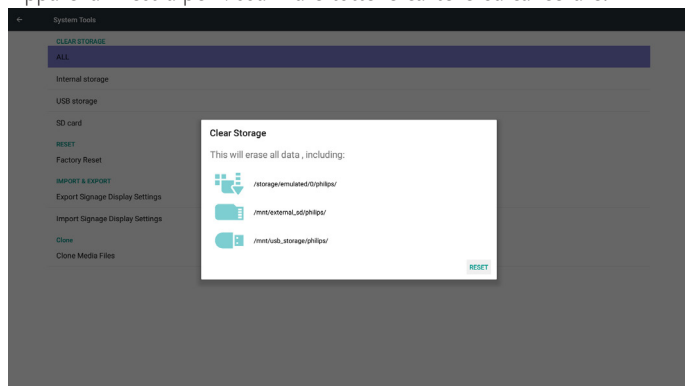 System Tools
CLEAR STORAGE
ALL
Internal storage
USB storage
SD card
RESET
Factory Reset
IMPORT & EXPORT
Export Signage Display Settings
Import Signage Display Settings
Clone
Clone Media Files
Clear Storage
This will erase all data , including:
/storage/emulated/0/philips/
/mnt/external_sd/philips/
/mnt/usb_storage/philips/
RESET